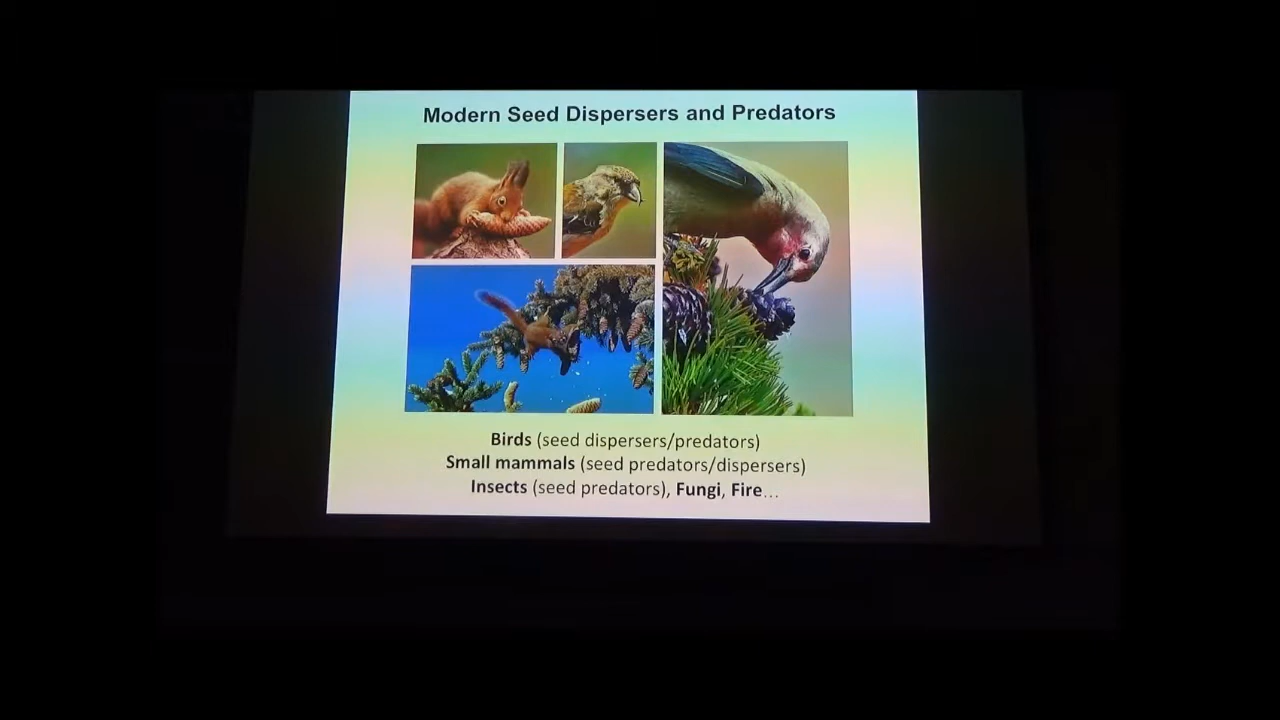 Modern Seed Dispersers and Predators
Birds (seed dispersers/predators)
Small mammals (seed predators/dispersers)
Insects (seed predators), Fungi, Fire...